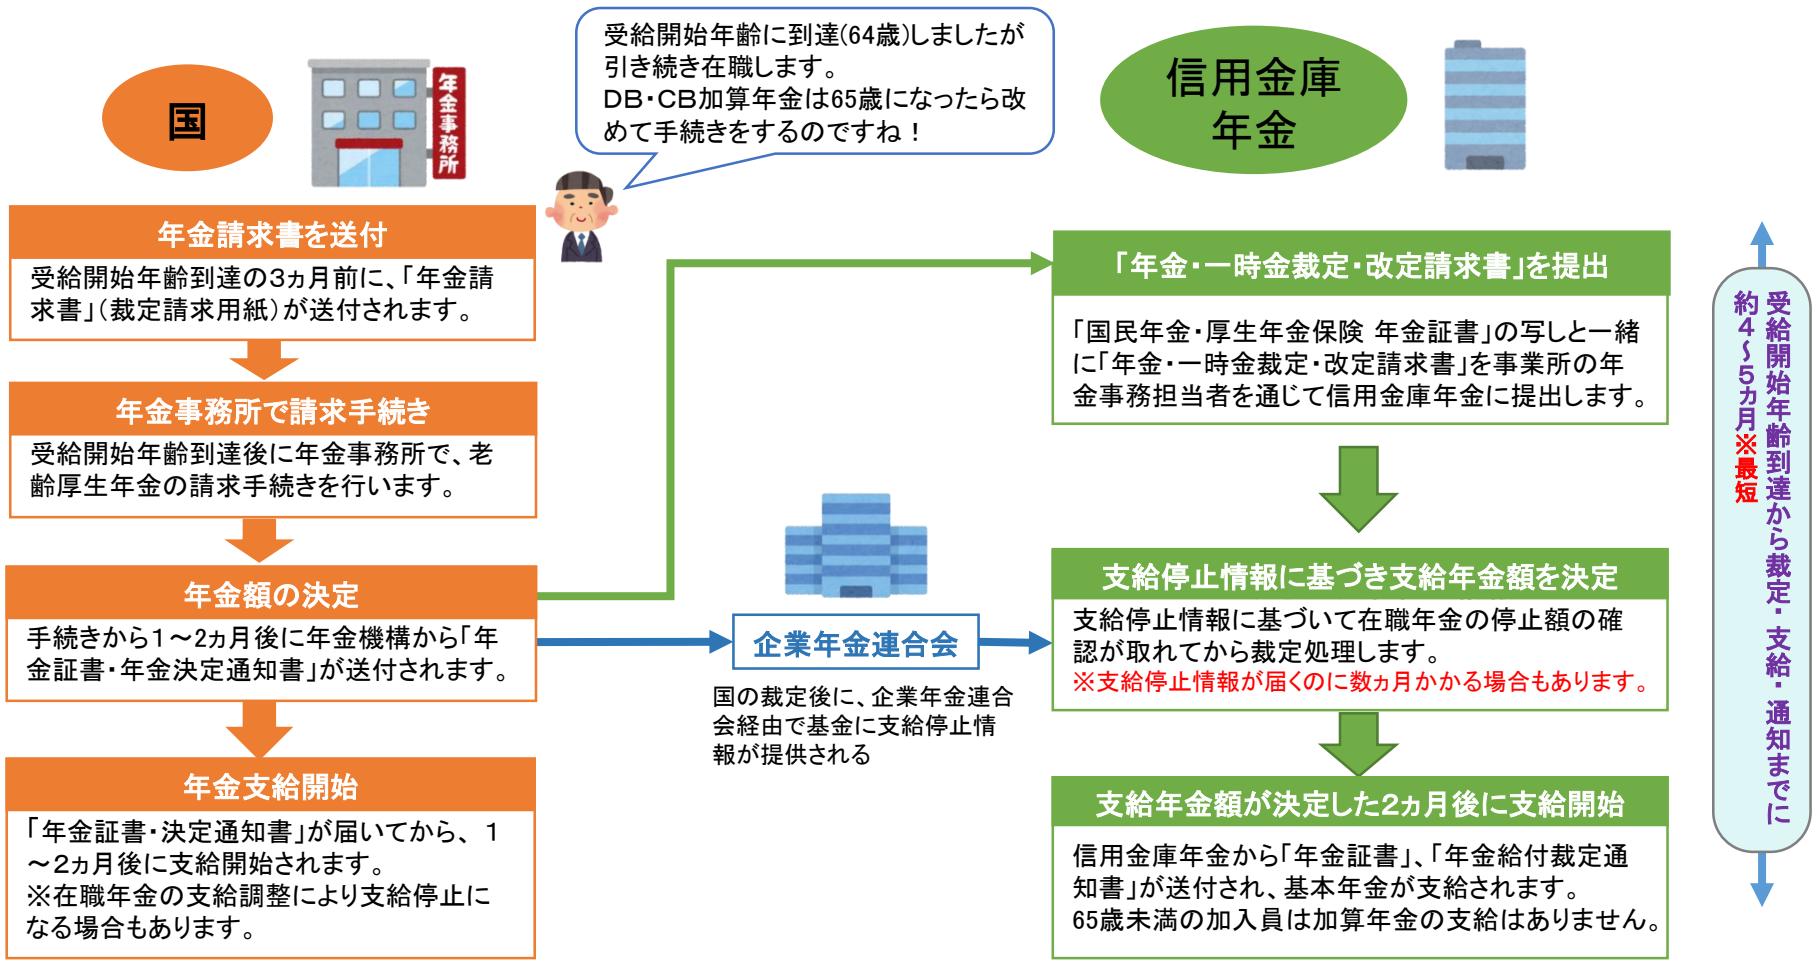 国
年金事務所
受給開始年齢に到達(64歳)しましたが
引き続き在職します。
DB・CB加算年金は65歳になったら改
めて手続きをするのですね！
信用金庫
年金
年金請求書を送付
受給開始年齢到達の3ヵ月前に、「年金請
求書」（裁定請求用紙）が送付されます。
年金事務所で請求手続き
受給開始年齢到達後に年金事務所で、老
齢厚生年金の請求手続きを行います。
年金額の決定
手続きから１～2ヵ月後に年金機構から「年
金証書・年金決定通知書」が送付されます。
年金支給開始
「年金証書・決定通知書」が届いてから、 １
～２ヵ月後に支給開始されます。
※在職年金の支給調整により支給停止に
なる場合もあります。
企業年金連合会
国の裁定後に、企業年金連合
会経由で基金に支給停止情
報が提供される
「年金・一時金裁定・改定請求書」を提出
「国民年金・厚生年金保険 年金証書」の写しと一緒
に「年金・一時金裁定・改定請求書」を事業所の年
金事務担当者を通じて信用金庫年金に提出します。
支給停止情報に基づき支給年金額を決定
支給停止情報に基づいて在職年金の停止額の確
認が取れてから裁定処理します。
※支給停止情報が届くのに数ヵ月かかる場合もあります。
支給年金額が決定した2ヵ月後に支給開始
信用金庫年金から「年金証書」、「年金給付裁定通
知書」が送付され、基本年金が支給されます。
65歳未満の加入員は加算年金の支給はありません。
受給開始年齢到達から裁定・支給・通知までに
約４～５ヵ月※最短